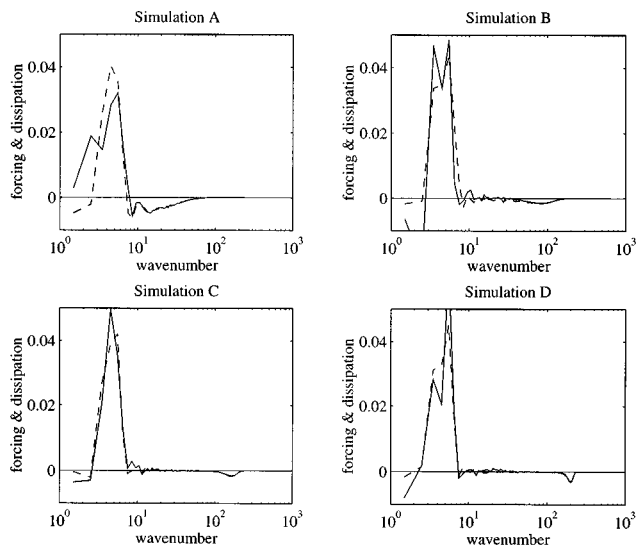 Simulation A
forcing & dissipation
0.04
0.02
0
10^0
10^1
10^2
10^3
wavenumber
Simulation B
forcing & dissipation
0.04
0.02
0
10^0
10^1
10^2
10^3
wavenumber
Simulation C
forcing & dissipation
0.04
0.02
0
10^0
10^1
10^2
10^3
wavenumber
Simulation D
forcing & dissipation
0.04
0.02
0
10^0
10^1
10^2
10^3
wavenumber